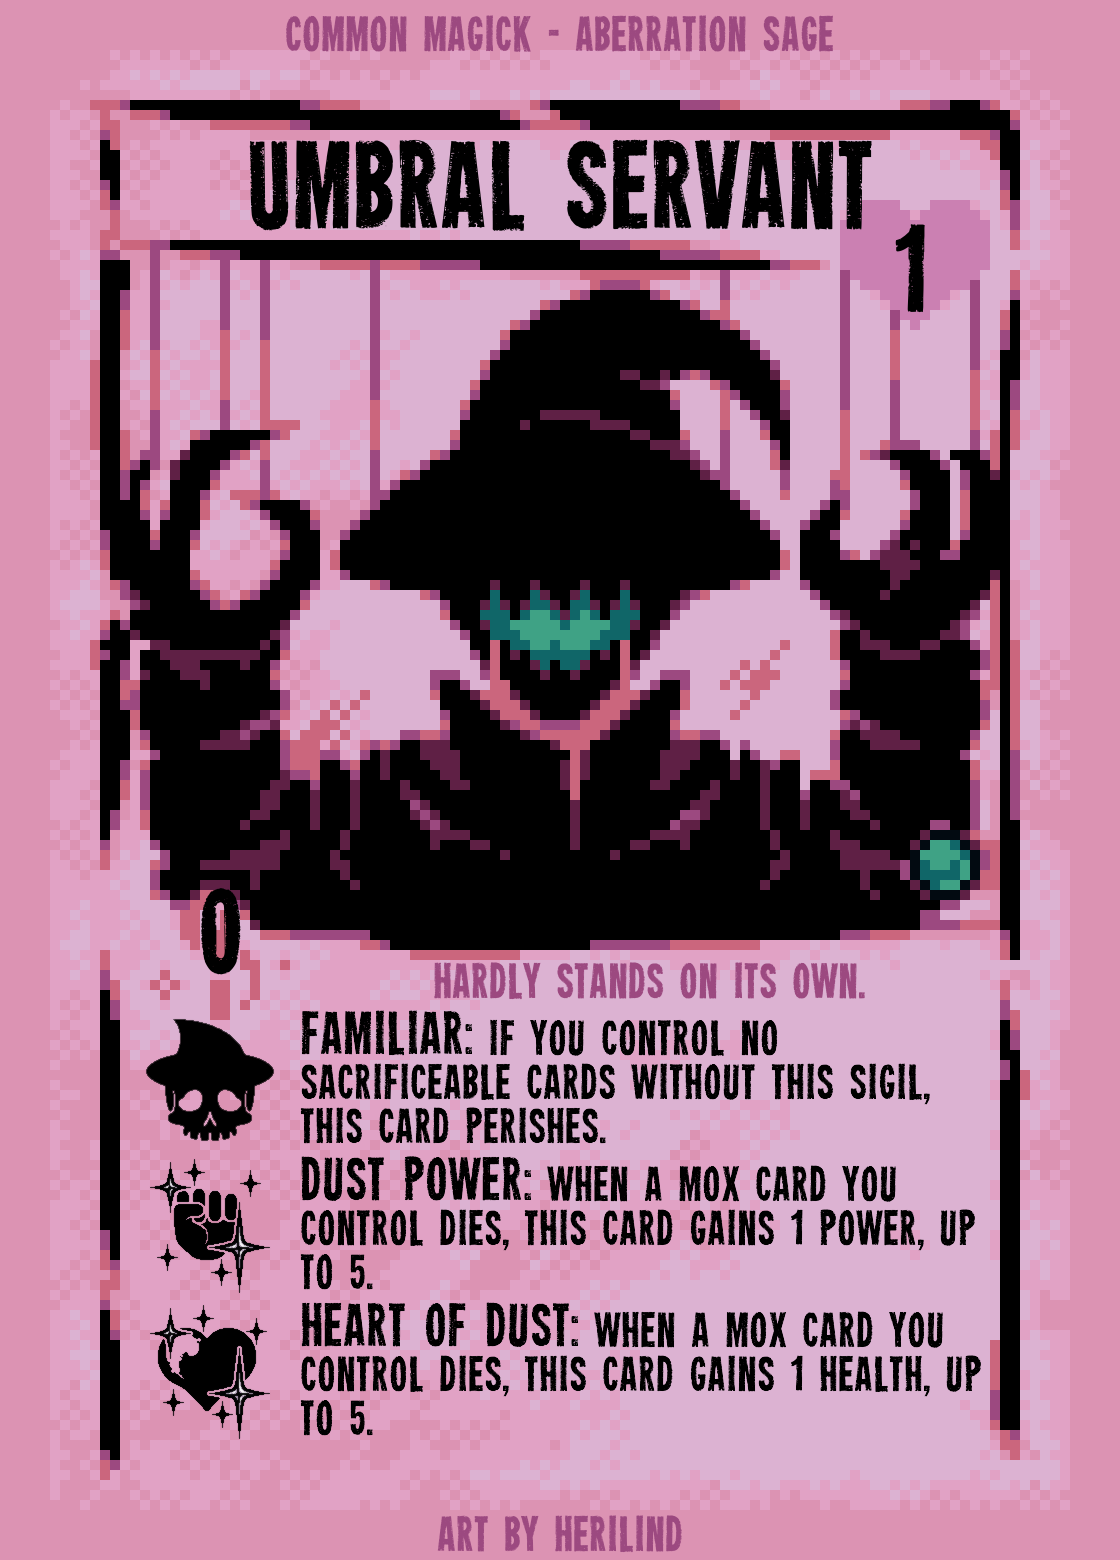 COMMON MAGICK - ABERRATION SAGE
UMBRAL SERVANT
1
0
HARDLY STANDS ON ITS OWN.
FAMILIAR: IF YOU CONTROL NO
SACRIFICEABLE CARDS WITHOUT THIS SIGIL,
THIS CARD PERISHES.
DUST POWER: WHEN A MOX CARD YOU
CONTROL DIES, THIS CARD GAINS 1 POWER, UP
TO 5.
HEART OF DUST: WHEN A MOX CARD YOU
CONTROL DIES, THIS CARD GAINS 1 HEALTH, UP
TO 5.
ART BY HERILIND